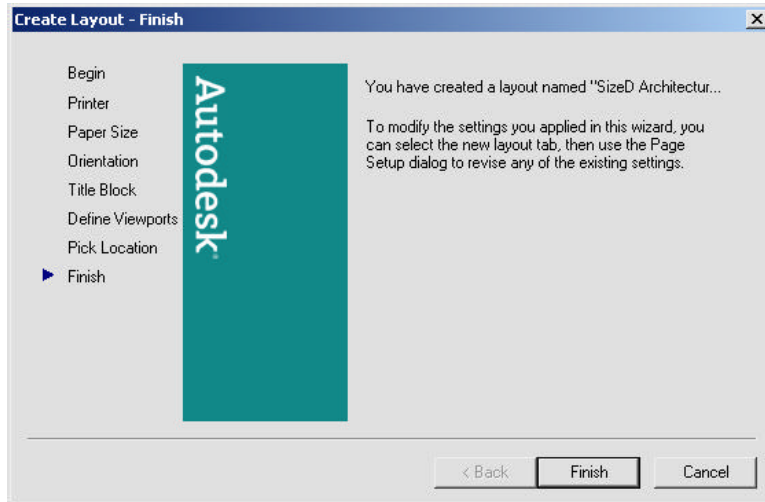 Create Layout - Finish
Begin
Printer
Paper Size
Orientation
Title Block
Define Viewports
Pick Location
Finish
Autodesk
You have created a layout named "SizeD Architectur...
To modify the settings you applied in this wizard, you
can select the new layout tab, then use the Page
Setup dialog to revise any of the existing settings.
< Back
Finish
Cancel